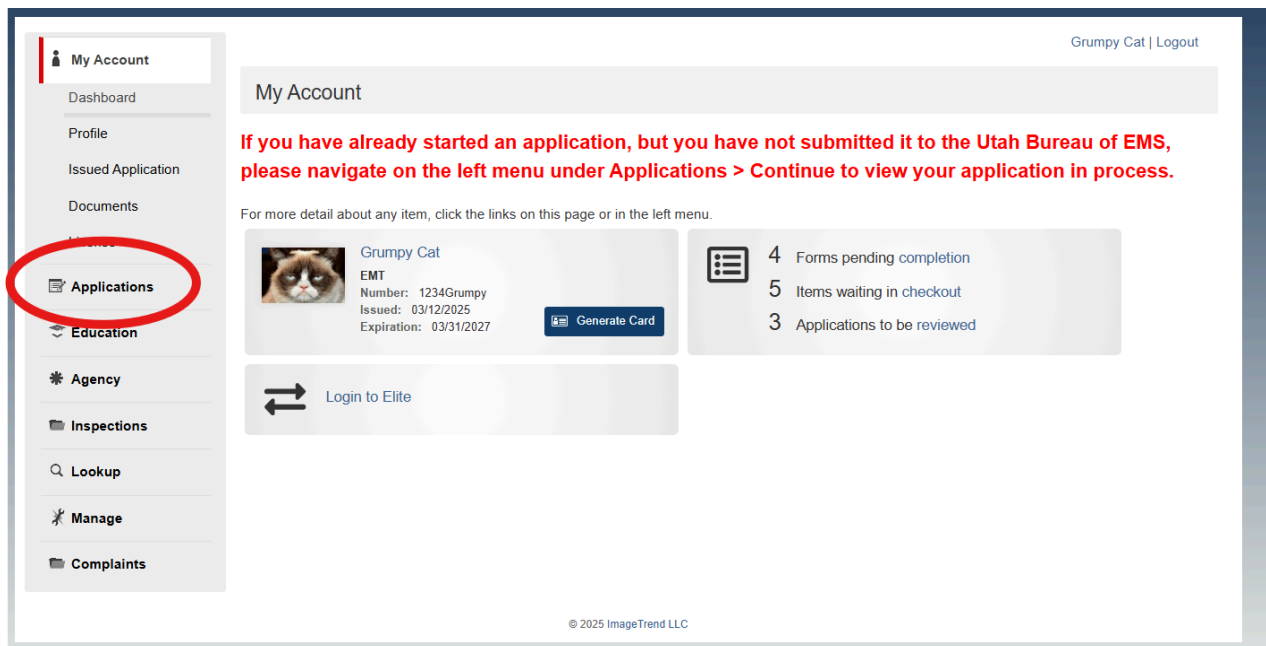 Grumpy Cat | Logout
My Account
Dashboard
Profile
Issued Application
Documents
Applications
Education
Agency
Inspections
Lookup
Manage
Complaints
My Account
If you have already started an application, but you have not submitted it to the Utah Bureau of EMS,
please navigate on the left menu under Applications > Continue to view your application in process.
For more detail about any item, click the links on this page or in the left menu.
Grumpy Cat
EMT
Number: 1234Grumpy
Issued: 03/12/2025
Expiration: 03/31/2027
Generate Card
4 Forms pending completion
5 Items waiting in checkout
3 Applications to be reviewed
Login to Elite
© 2025 ImageTrend LLC